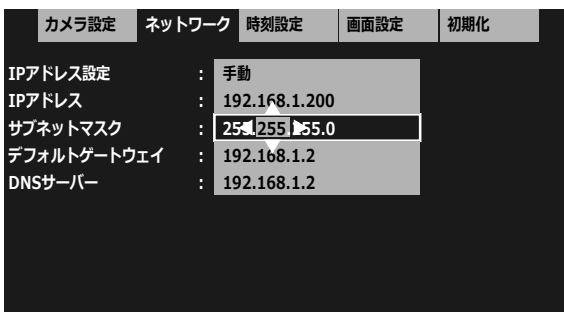 カメラ設定 ネットワーク 時刻設定 画面設定 初期化
IPアドレス設定 : 手動
IPアドレス : 192.168.1.200
サブネットマスク : 255.255.255.0
デフォルトゲートウェイ : 192.168.1.2
DNSサーバー : 192.168.1.2